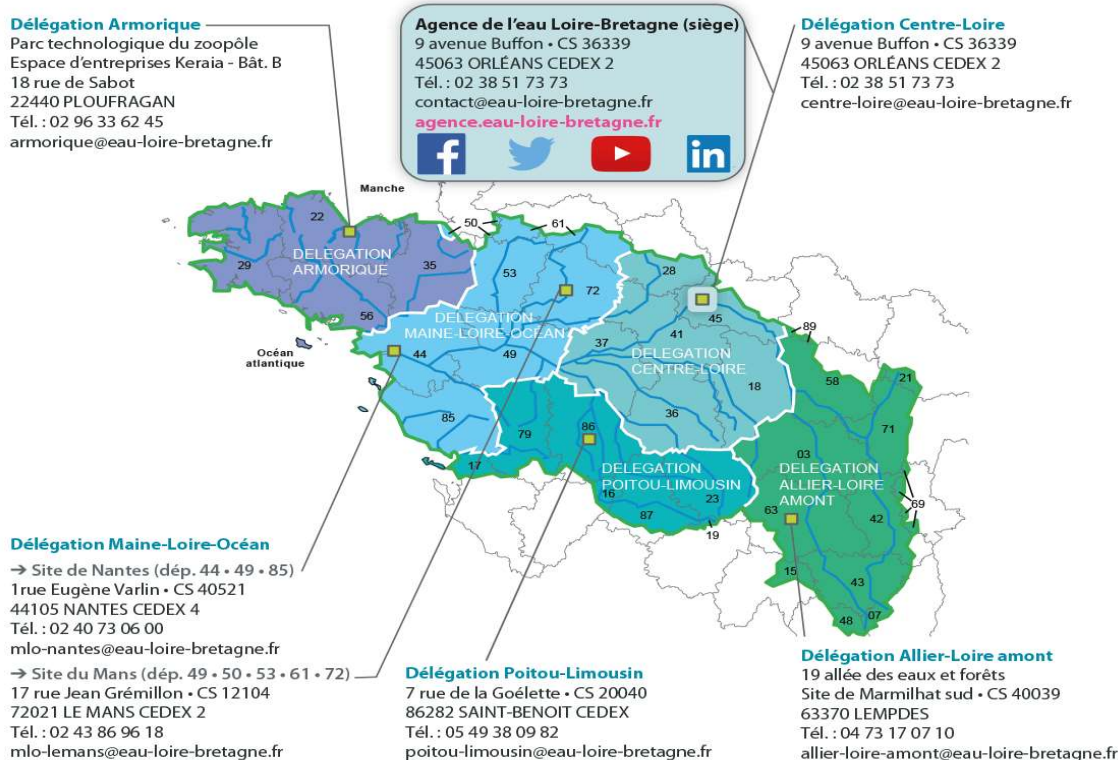 Délégation Armorique
Parc technologique du zoopôle
Espace d'entreprises Keraia - Bât. B
18 rue de Sabot
22440 PLOUFRAGAN
Tél. : 02 96 33 62 45
armorique@eau-loire-bretagne.fr
Agence de l'eau Loire-Bretagne (siège)
9 avenue Buffon • CS 36339
45063 ORLÉANS CEDEX 2
Tél. : 02 38 51 73 73
contact@eau-loire-bretagne.fr
agence.eau-loire-bretagne.fr
f
in
Délégation Centre-Loire
9 avenue Buffon • CS 36339
45063 ORLÉANS CEDEX 2
Tél. : 02 38 51 73 73
centre-loire@eau-loire-bretagne.fr
Manche
22
29
35
56
DELEGATION
ARMORIQUE
50
61
53
72
DELEGATION
MAINE-LOIRE-OCEAN
44
49
85
Océan
atlantique
28
45
41
37
DELEGATION
CENTRE-LOIRE
18
36
89
58
21
71
03
DELEGATION
ALLIER-LOIRE
AMONT
63
42
69
15
43
48
07
79
86
17
DELEGATION
POITOU-LIMOUSIN
16
23
87
19
Délégation Maine-Loire-Océan
→ Site de Nantes (dép. 44 • 49 • 85)
1rue Eugène Varlin • CS 40521
44105 NANTES CEDEX 4
Tél. : 02 40 73 06 00
mlo-nantes@eau-loire-bretagne.fr
→ Site du Mans (dép. 49 • 50 • 53 • 61 • 72)
17 rue Jean Grémillon • CS 12104
72021 LE MANS CEDEX 2
Tél. : 02 43 86 96 18
mlo-lemans@eau-loire-bretagne.fr
Délégation Poitou-Limousin
7 rue de la Goélette • CS 20040
86282 SAINT-BENOIT CEDEX
Tél. : 05 49 38 09 82
poitou-limousin@eau-loire-bretagne.fr
Délégation Allier-Loire amont
19 allée des eaux et forêts
Site de Marmilhat sud • CS 40039
63370 LEMPDES
Tél. : 04 73 17 07 10
allier-loire-amont@eau-loire-bretagne.fr